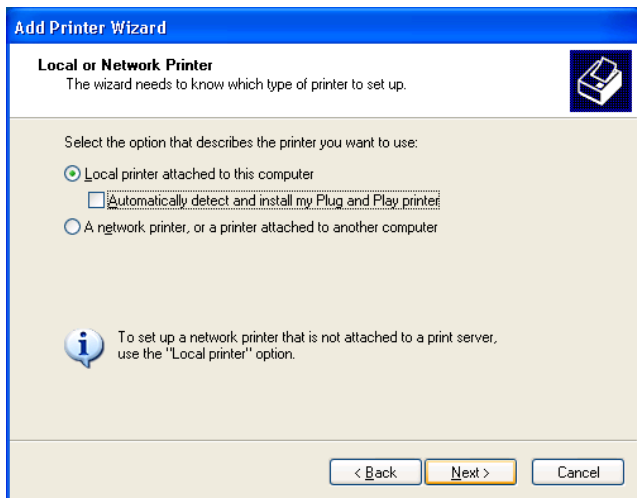 Add Printer Wizard
Local or Network Printer
The wizard needs to know which type of printer to set up.
Select the option that describes the printer you want to use:
Local printer attached to this computer
Automatically detect and install my Plug and Play printer
A network printer, or a printer attached to another computer
To set up a network printer that is not attached to a print server,
use the "Local printer" option.
< Back Next > Cancel